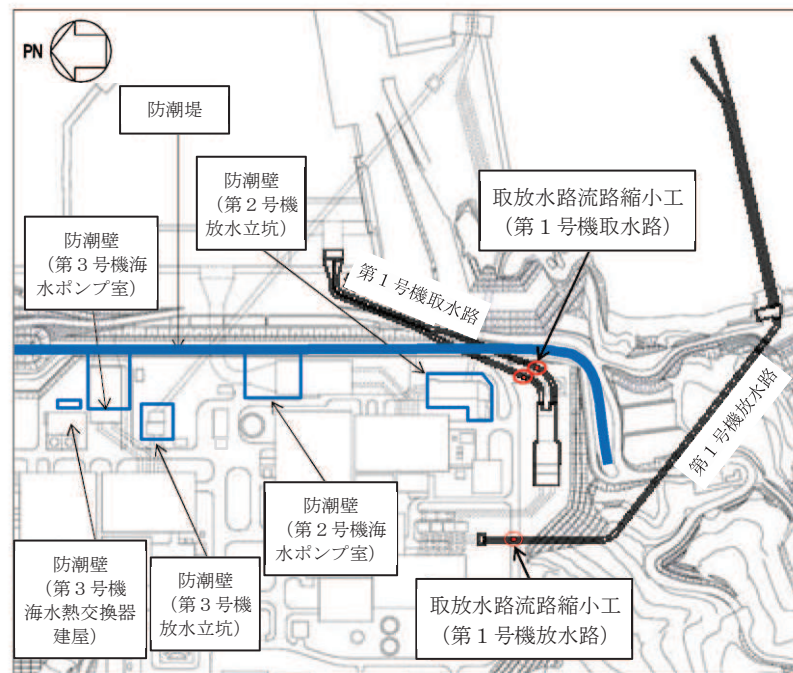 PN
防潮堤
防潮壁
（第２号機
放水立坑）
取放水路流路縮小工
（第１号機取水路）
防潮壁
（第３号機海
水ポンプ室）
第１号機取水路
第１号機放水路
防潮壁
（第２号機海
水ポンプ室）
防潮壁
（第３号機
海水熱交換器
建屋）
防潮壁
（第３号機
放水立坑）
取放水路流路縮小工
（第１号機放水路）